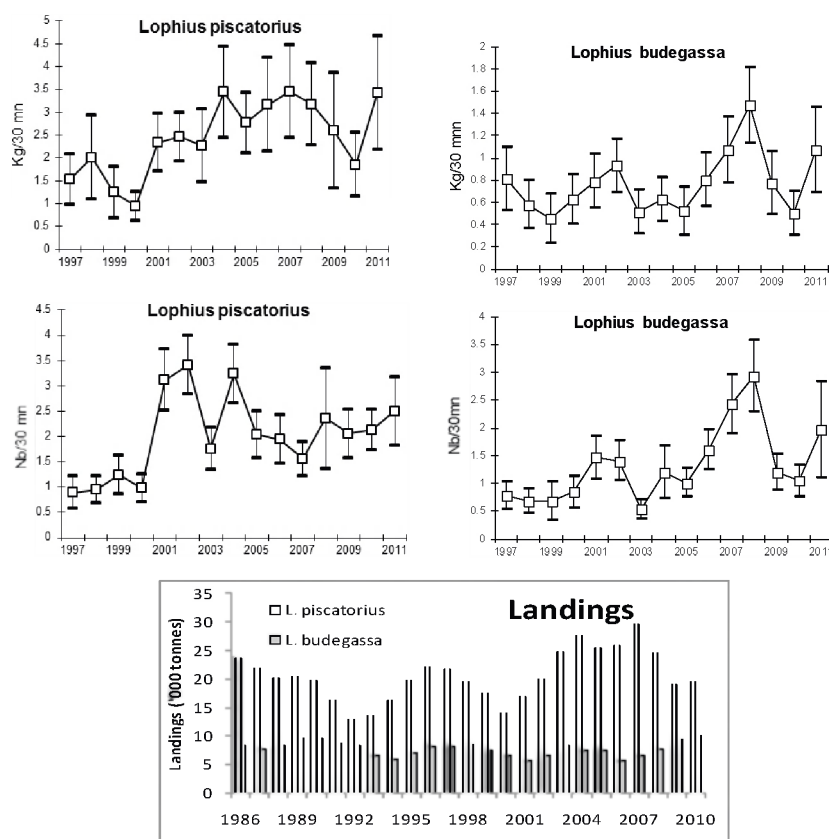 Lophius piscatorius
Kg/30 mn
5
4.5
4
3.5
3
2.5
2
1.5
1
0.5
0
1997 1999 2001 2003 2005 2007 2009 2011
Lophius budegassa
Kg/30 mnn
2
1.8
1.6
1.4
1.2
1
0.8
0.6
0.4
0.2
0
1997 1999 2001 2003 2005 2007 2009 2011
Lophius piscatorius
Nb/30 mn
4.5
4
3.5
3
2.5
2
1.5
1
0.5
0
1997 1999 2001 2003 2005 2007 2009 2011
Lophius budegassa
Nb/30mn
4
3.5
3
2.5
2
1.5
1
0.5
0
1997 1999 2001 2003 2005 2007 2009 2011
Landings
L. piscatorius
L. budegassa
Landings ('000 tonnes)
35
30
25
20
15
10
5
0
1986 1989 1992 1995 1998 2001 2004 2007 2010